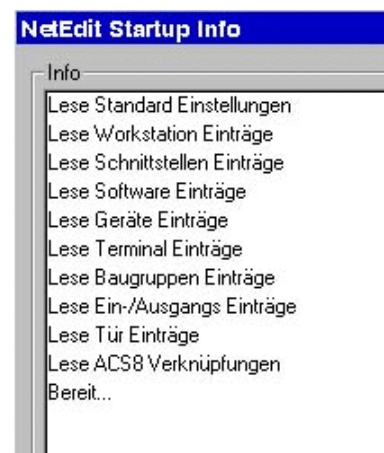 NetEdit Startup Info
Info
Lese Standard Einstellungen
Lese Workstation Einträge
Lese Schnittstellen Einträge
Lese Software Einträge
Lese Geräte Einträge
Lese Terminal Einträge
Lese Baugruppen Einträge
Lese Ein-/Ausgangs Einträge
Lese Tür Einträge
Lese ACS8 Verknüpfungen
Bereit...